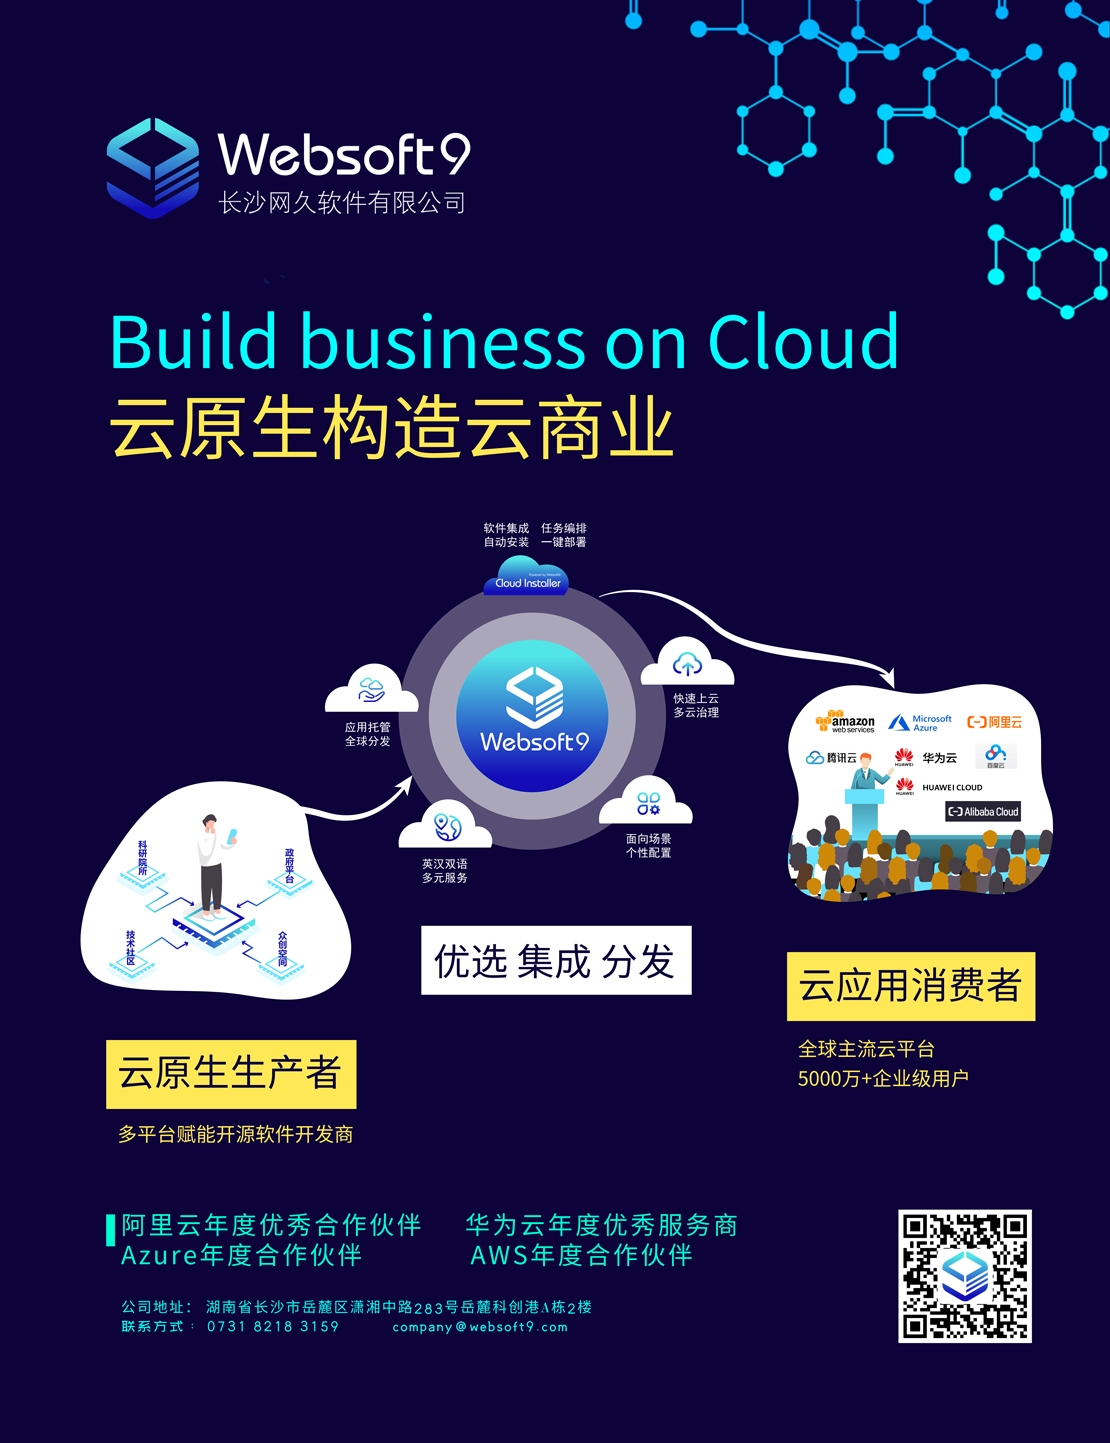 Websoft9
长沙网久软件有限公司
Build business on Cloud
云原生构造云商业
软件集成 任务编排
自动安装 一键部署
Powered by Websoft9
Cloud Installer
快速上云
多云治理
应用托管
全球分发
Websoft9
面向场景
个性配置
英汉双语
多元服务
amazon
web services
Microsoft
Azure
阿里云
腾讯云
HUAWEI
华为云
百度云
HUAWEI
HUAWEI CLOUD
Alibaba Cloud
科研院所
政府平台
技术社区
众创空间
优选 集成 分发
云应用消费者
全球主流云平台
5000万+企业级用户
云原生生产者
多平台赋能开源软件开发商
阿里云年度优秀合作伙伴 华为云年度优秀服务商
Azure年度合作伙伴 AWS年度合作伙伴
公司地址： 湖南省长沙市岳麓区潇湘中路283号岳麓科创港A栋2楼
联系方式： 0731 8218 3159 company@websoft9.com